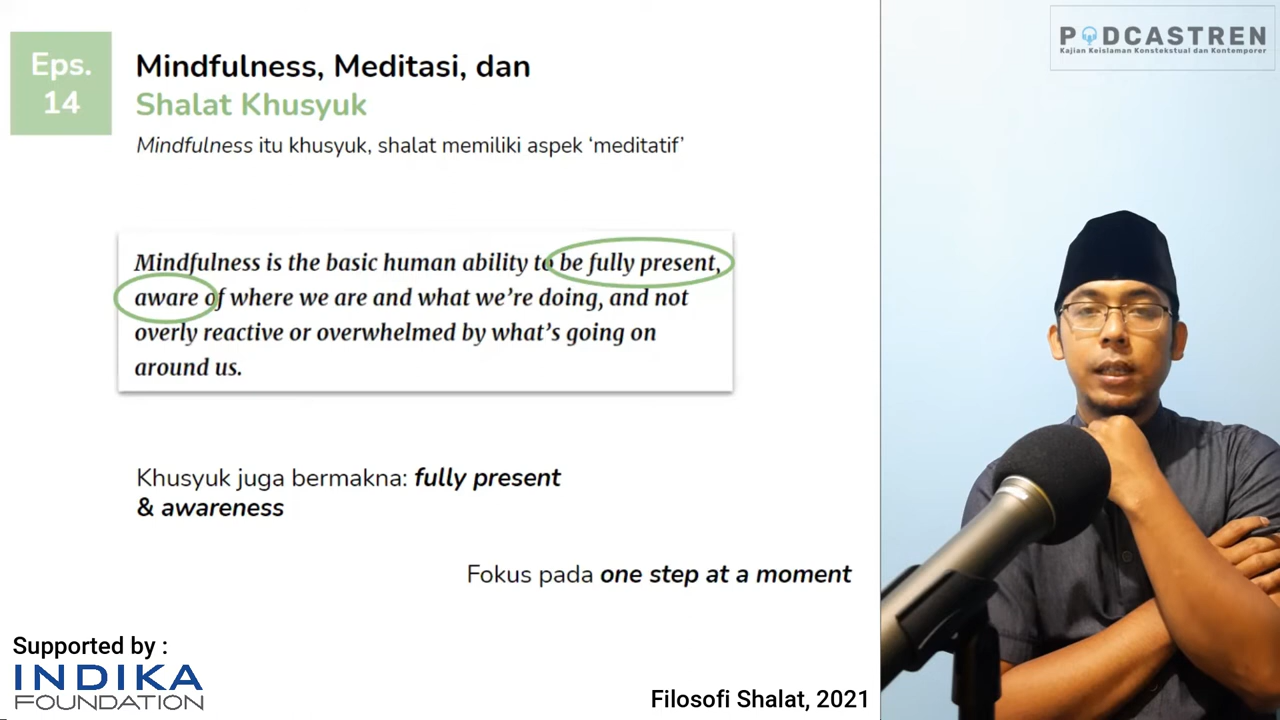 Eps.
14
Mindfulness, Meditasi, dan
Shalat Khusyuk
Mindfulness itu khusyuk, shalat memiliki aspek ‘meditatif’
Mindfulness is the basic human ability to be fully present,
aware of where we are and what we’re doing, and not
overly reactive or overwhelmed by what’s going on
around us.
Khusyuk juga bermakna: fully present
& awareness
Fokus pada one step at a moment
Supported by :
INDIKA
FOUNDATION
Filosofi Shalat, 2021
PODCASTREN
Kajian Keislaman Konstekstual dan Kontemporer